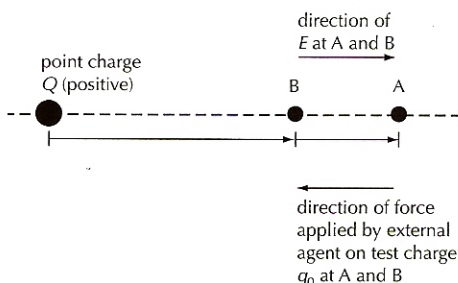 direction of
E at A and B
point charge
Q (positive)
B
A
direction of force
applied by external
agent on test charge
q₀ at A and B